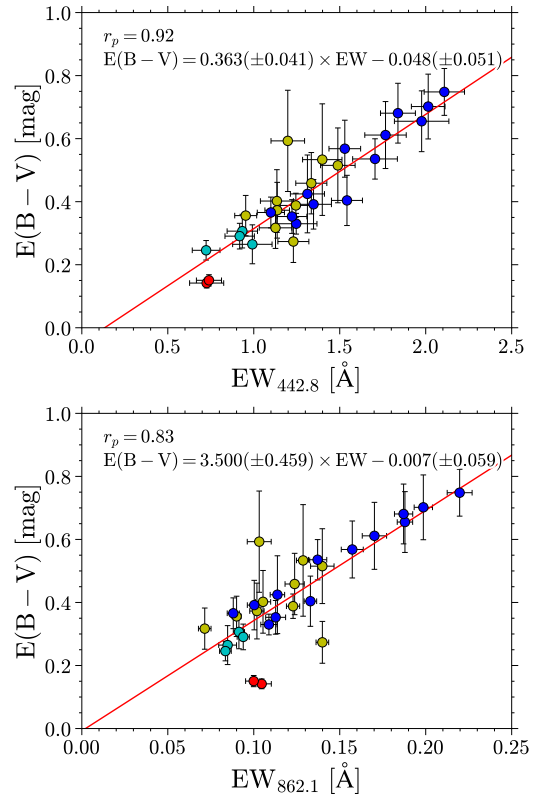 1.0
r_p = 0.92
E(B − V) = 0.363(±0.041) × EW − 0.048(±0.051)
0.8
0.6
E(B − V) [mag]
0.4
0.2
0.0
0.0 0.5 1.0 1.5 2.0 2.5
EW_442.8 [Å]
1.0
r_p = 0.83
E(B − V) = 3.500(±0.459) × EW − 0.007(±0.059)
0.8
0.6
E(B − V) [mag]
0.4
0.2
0.0
0.00 0.05 0.10 0.15 0.20 0.25
EW_862.1 [Å]